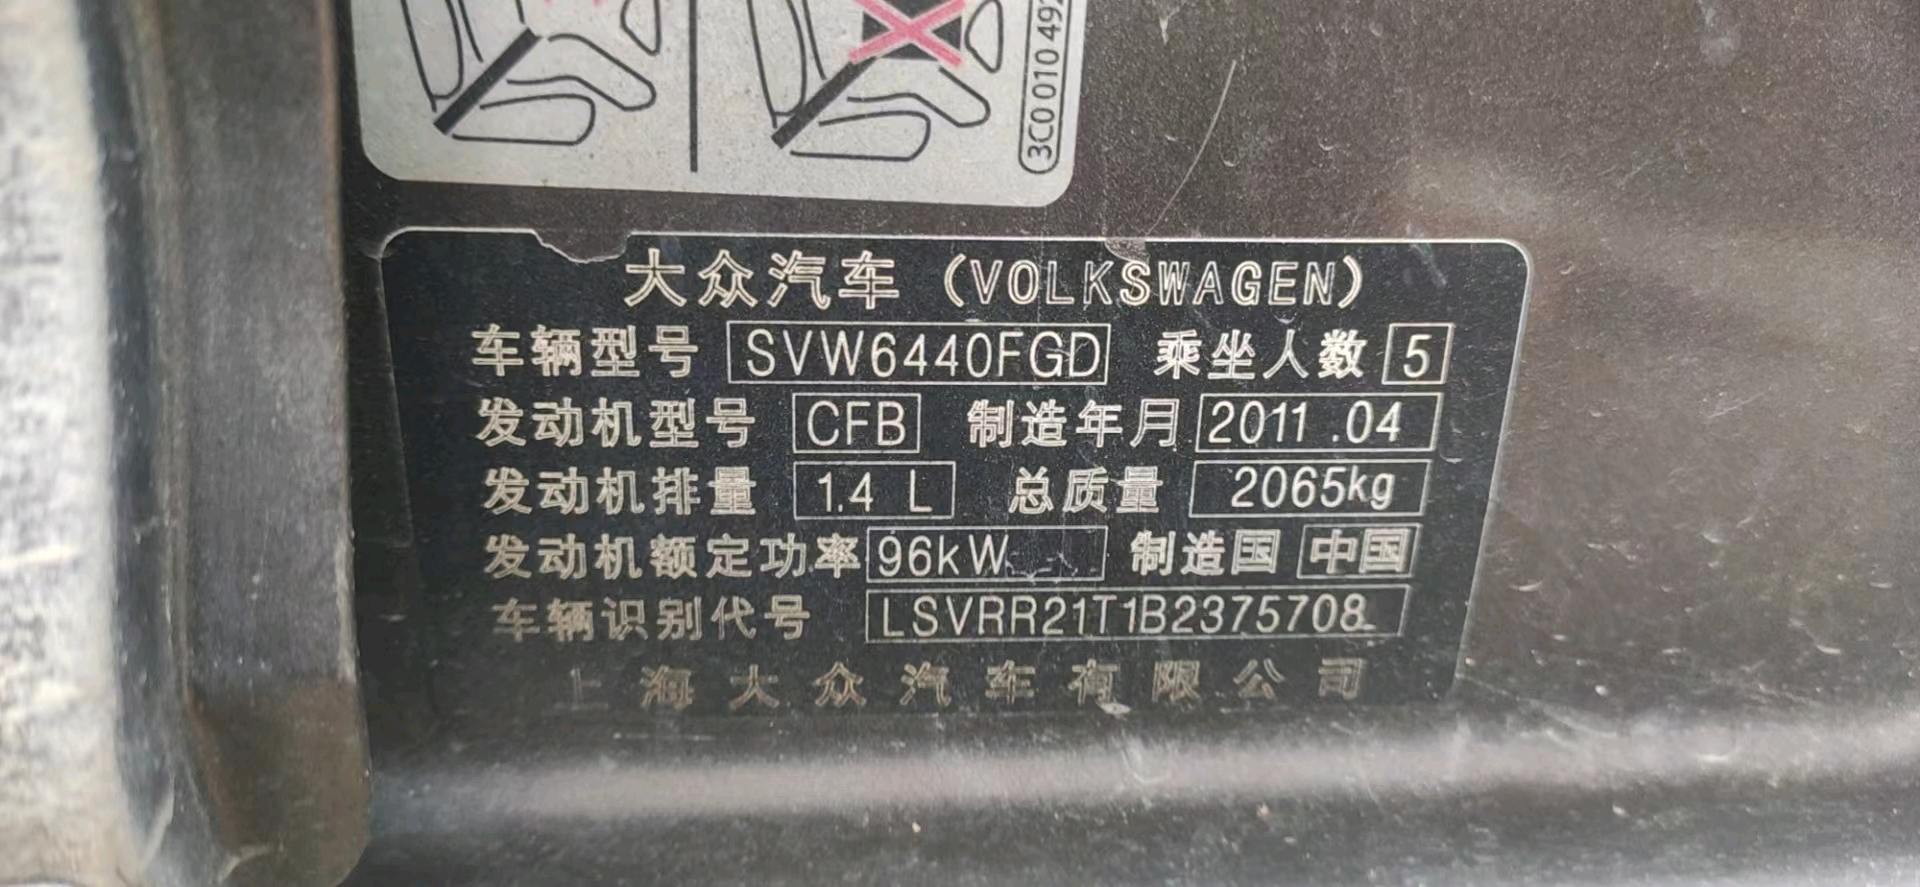 3C0 010 492
大众汽车（VOLKSWAGEN）
车辆型号 SVW6440FGD 乘坐人数 5
发动机型号 CFB 制造年月 2011.04
发动机排量 1.4 L 总质量 2065kg
发动机额定功率 96kW 制造国 中国
车辆识别代号 LSVRR21T1B2375708
上海大众汽车有限公司